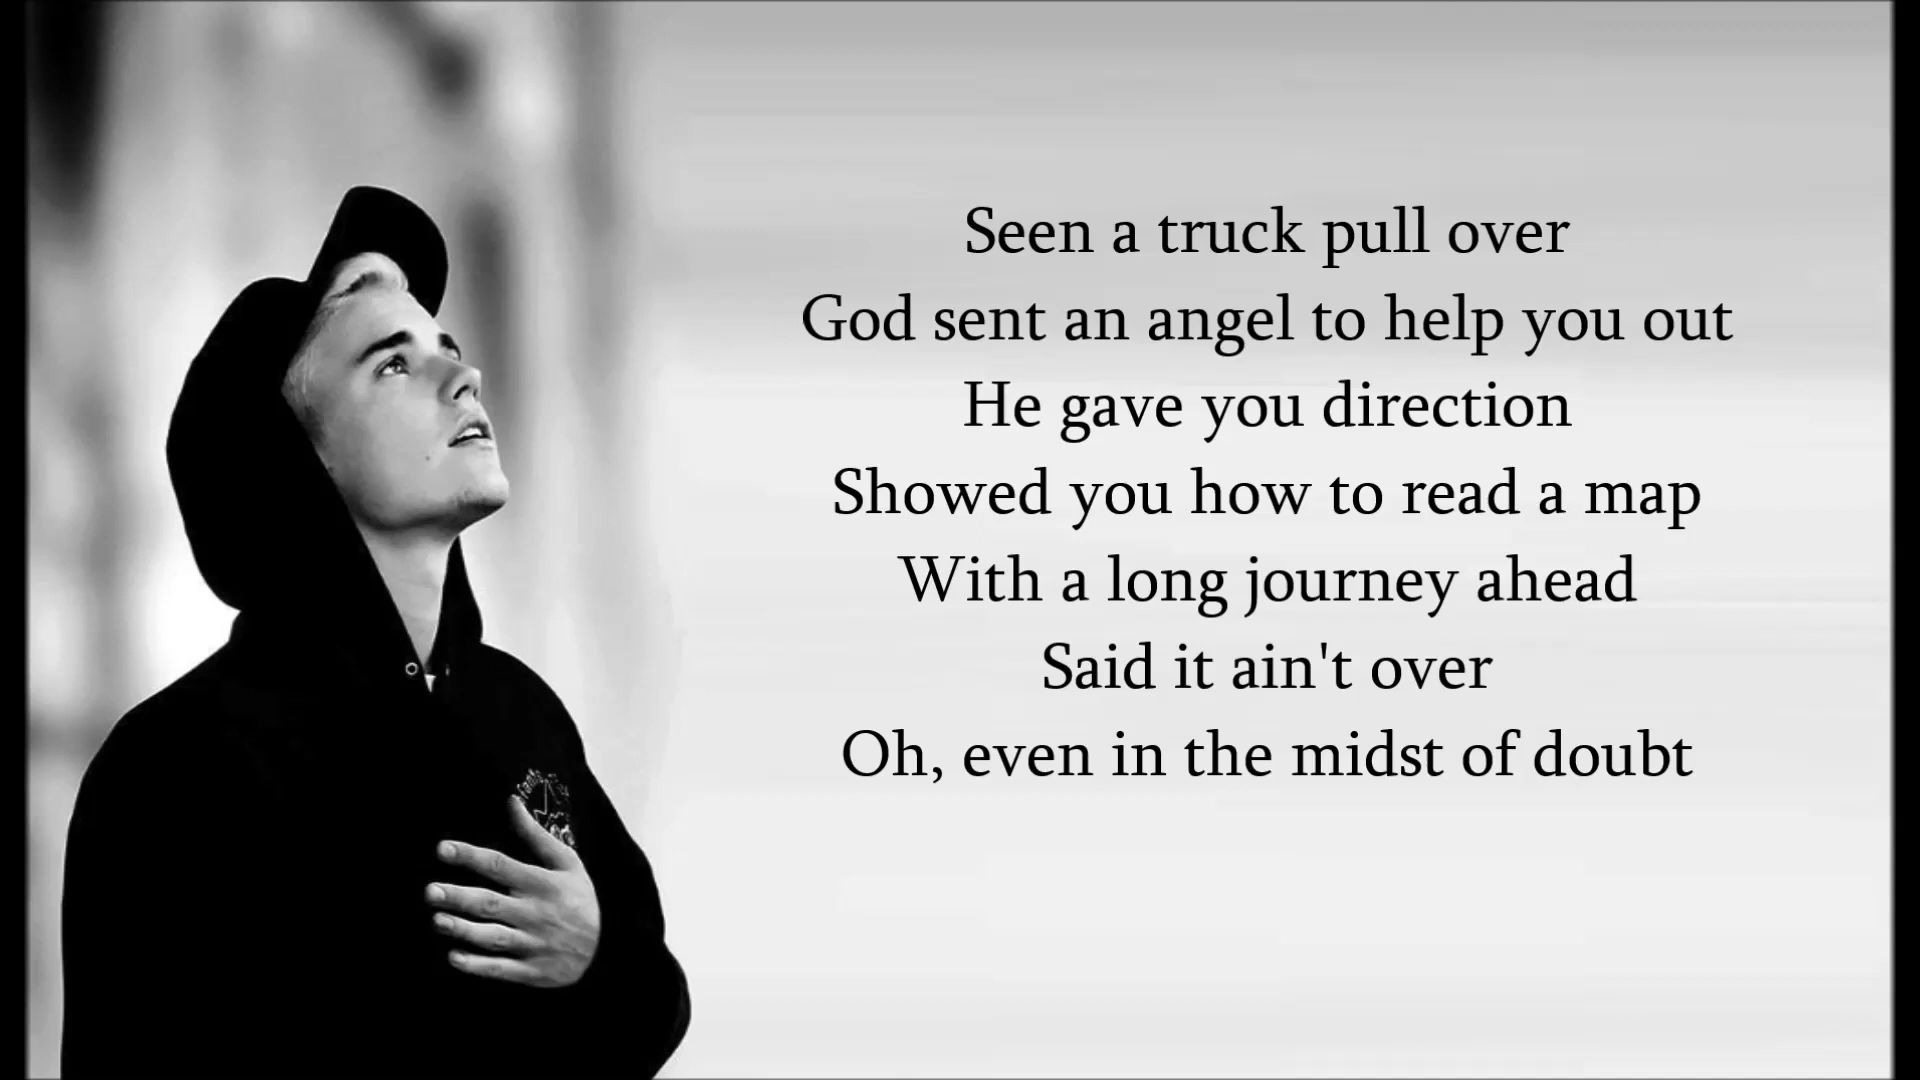 Seen a truck pull over
God sent an angel to help you out
He gave you direction
Showed you how to read a map
With a long journey ahead
Said it ain't over
Oh, even in the midst of doubt